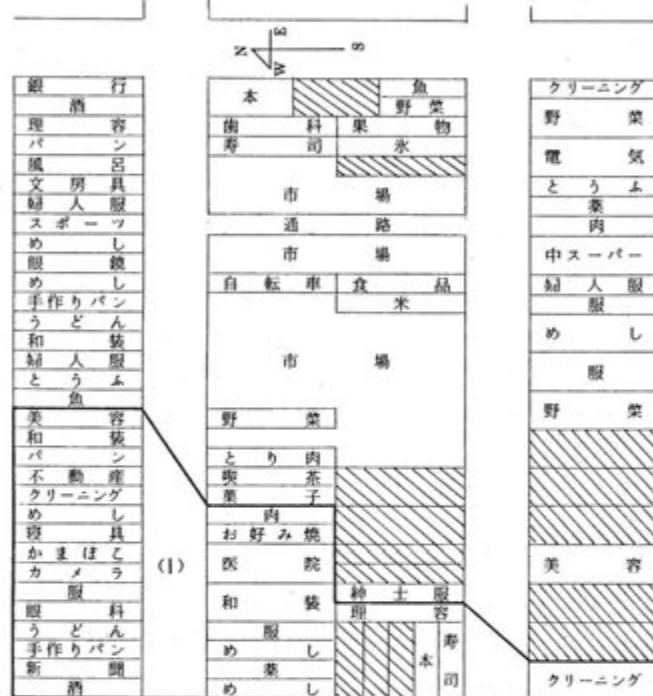 N
E
W
S
銀行
酒
理容
パン
風呂
文房具
婦人服
スポーツ
めし
眼鏡
めし
手作りパン
うどん
和装
婦人服
とうふ
魚
美容
和装
パン
不動産
クリーニング
めし
寝具
かまぼこ
カメラ
服
眼科
うどん
手作りパン
新聞
酒
(I)
本
魚
野菜
歯科
果物
寿司
氷
市場
通路
市場
自転車
食品
米
市場
野菜
とり肉
喫茶
菓子
肉
お好み焼
医院
和装
紳士服
理容
服
めし
薬
めし
本
寿司
クリーニング
野菜
電気
とうふ
薬
肉
中スーパー
婦人服
服
めし
服
野菜
美容
クリーニング